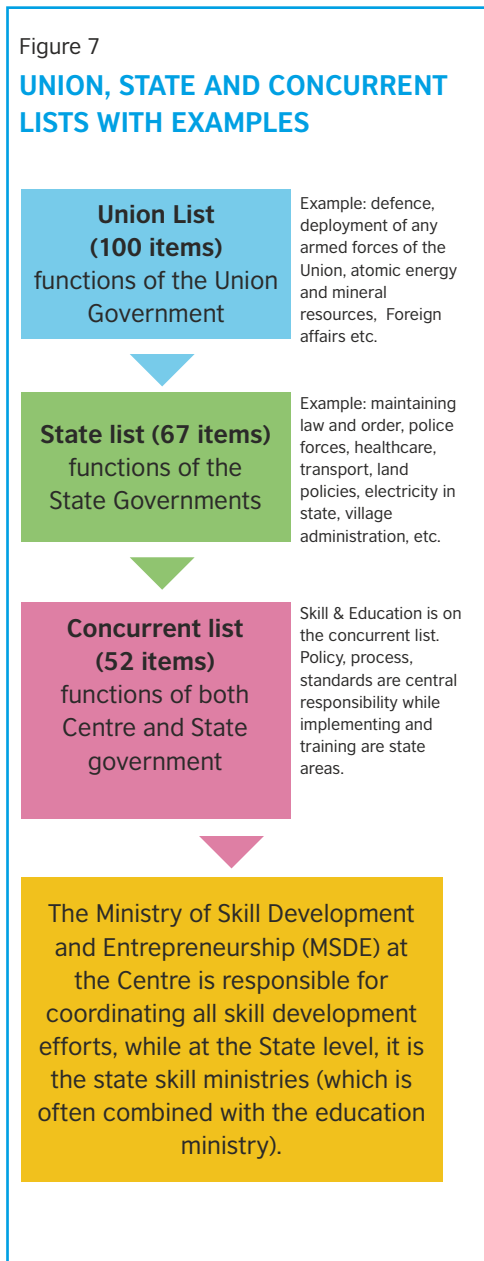 Figure 7
UNION, STATE AND CONCURRENT
LISTS WITH EXAMPLES
Union List
(100 items)
functions of the Union
Government
Example: defence,
deployment of any
armed forces of the
Union, atomic energy
and mineral
resources, Foreign
affairs etc.
State list (67 items)
functions of the
State Governments
Example: maintaining
law and order, police
forces, healthcare,
transport, land
policies, electricity in
state, village
administration, etc.
Concurrent list
(52 items)
functions of both
Centre and State
government
Skill & Education is on
the concurrent list.
Policy, process,
standards are central
responsibility while
implementing and
training are state
areas.
The Ministry of Skill Development
and Entrepreneurship (MSDE) at
the Centre is responsible for
coordinating all skill development
efforts, while at the State level, it is
the state skill ministries (which is
often combined with the education
ministry).